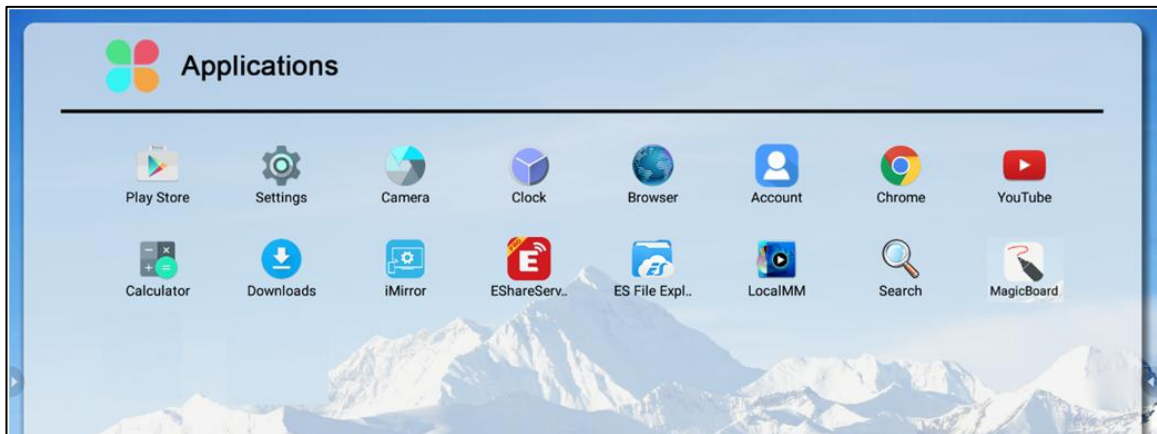 Applications
Play Store Settings Camera Clock Browser Account Chrome YouTube
Calculator Downloads iMirror EShareServ.. ES File Expl.. LocalMM Search MagicBoard